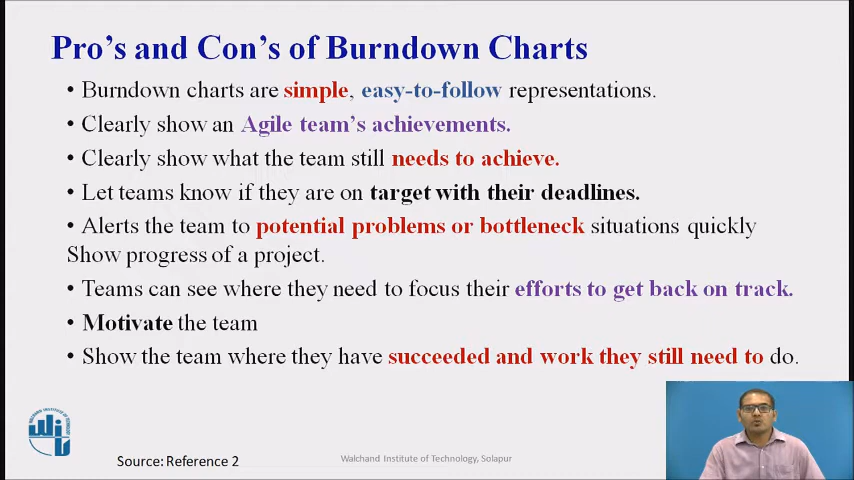 Pro's and Con's of Burndown Charts
• Burndown charts are simple, easy-to-follow representations.
• Clearly show an Agile team's achievements.
• Clearly show what the team still needs to achieve.
• Let teams know if they are on target with their deadlines.
• Alerts the team to potential problems or bottleneck situations quickly
Show progress of a project.
• Teams can see where they need to focus their efforts to get back on track.
• Motivate the team
• Show the team where they have succeeded and work they still need to do.
Source: Reference 2
Walchand Institute of Technology, Solapur